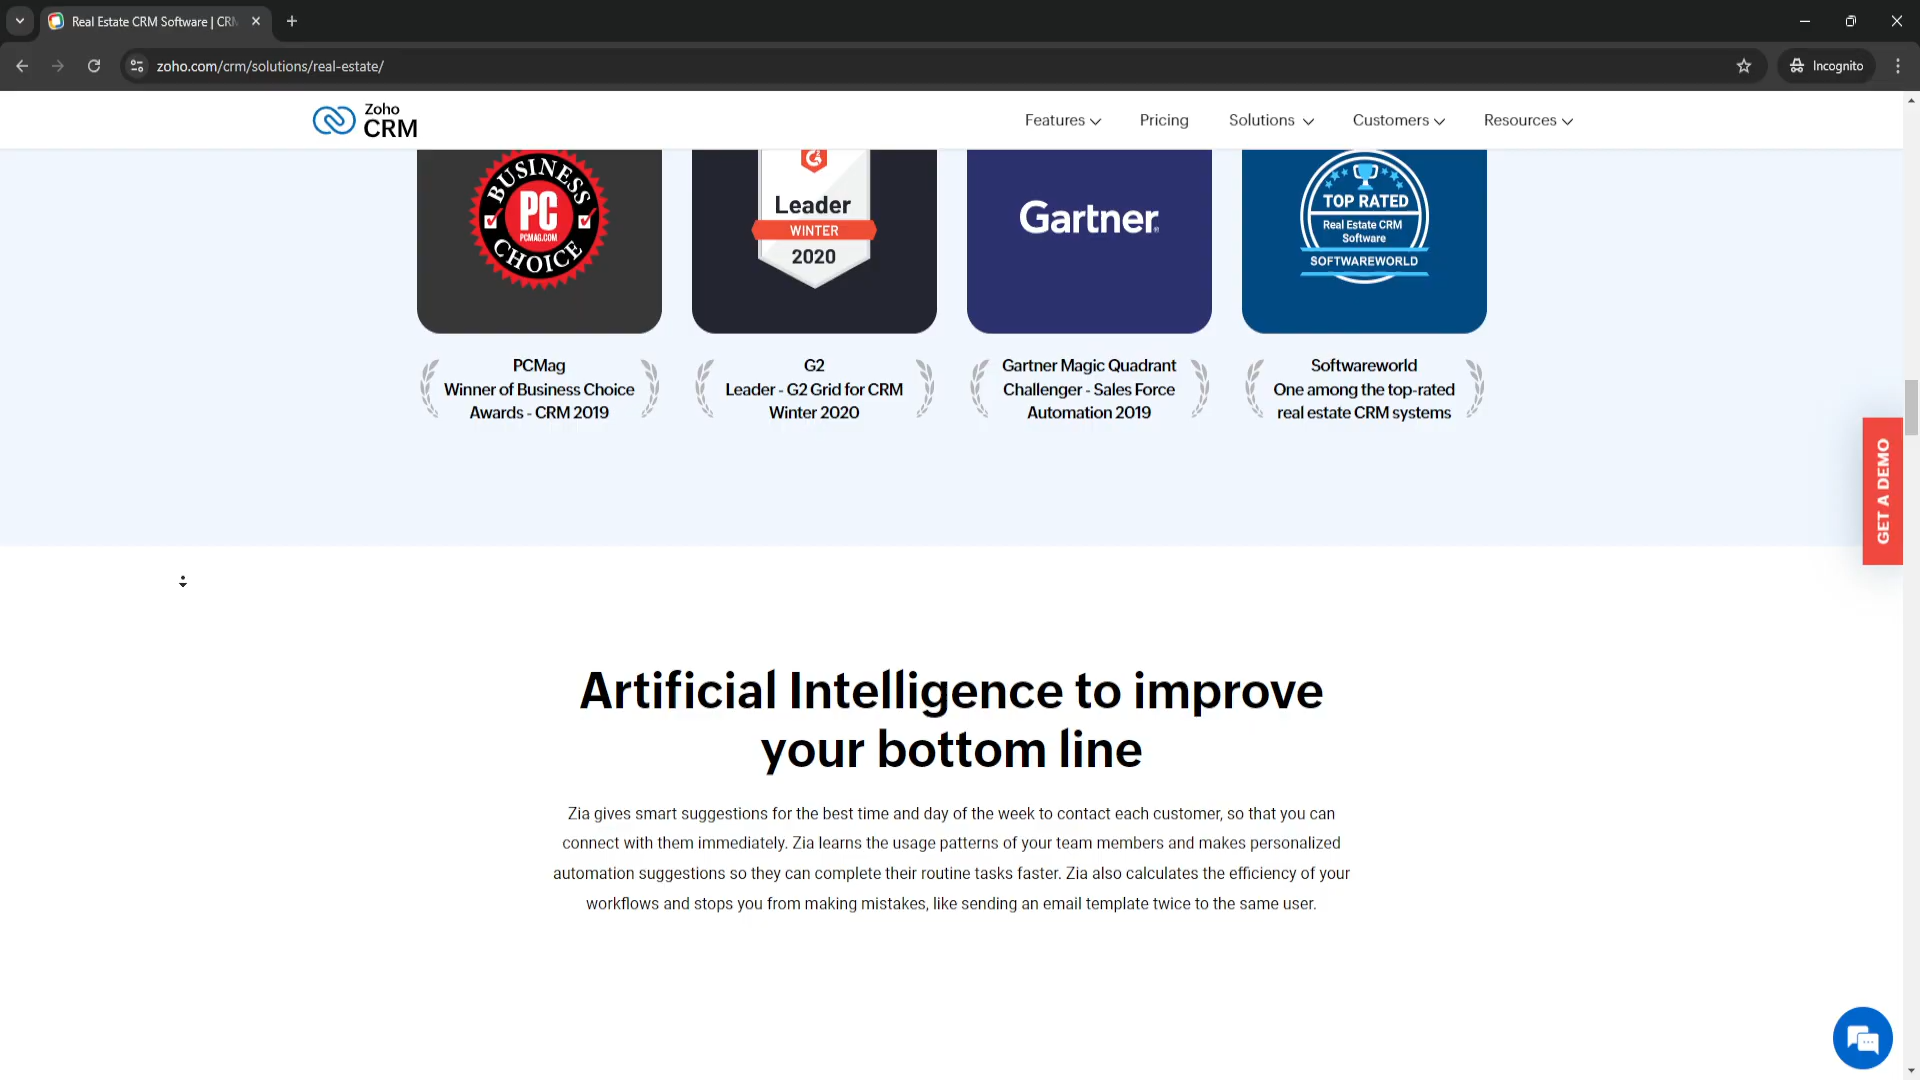 Real Estate CRM Software | CRM
zoho.com/crm/solutions/real-estate/
Incognito
Zoho
CRM
Features
Pricing
Solutions
Customers
Resources
BUSINESS
PC
PCMAG.COM
CHOICE
Leader
WINTER
2020
Gartner
TOP RATED
Real Estate CRM
Software
SOFTWAREWORLD
PCMag
Winner of Business Choice
Awards - CRM 2019
G2
Leader - G2 Grid for CRM
Winter 2020
Gartner Magic Quadrant
Challenger - Sales Force
Automation 2019
Softwareworld
One among the top-rated
real estate CRM systems
GET A DEMO
Artificial Intelligence to improve
your bottom line
Zia gives smart suggestions for the best time and day of the week to contact each customer, so that you can
connect with them immediately. Zia learns the usage patterns of your team members and makes personalized
automation suggestions so they can complete their routine tasks faster. Zia also calculates the efficiency of your
workflows and stops you from making mistakes, like sending an email template twice to the same user.